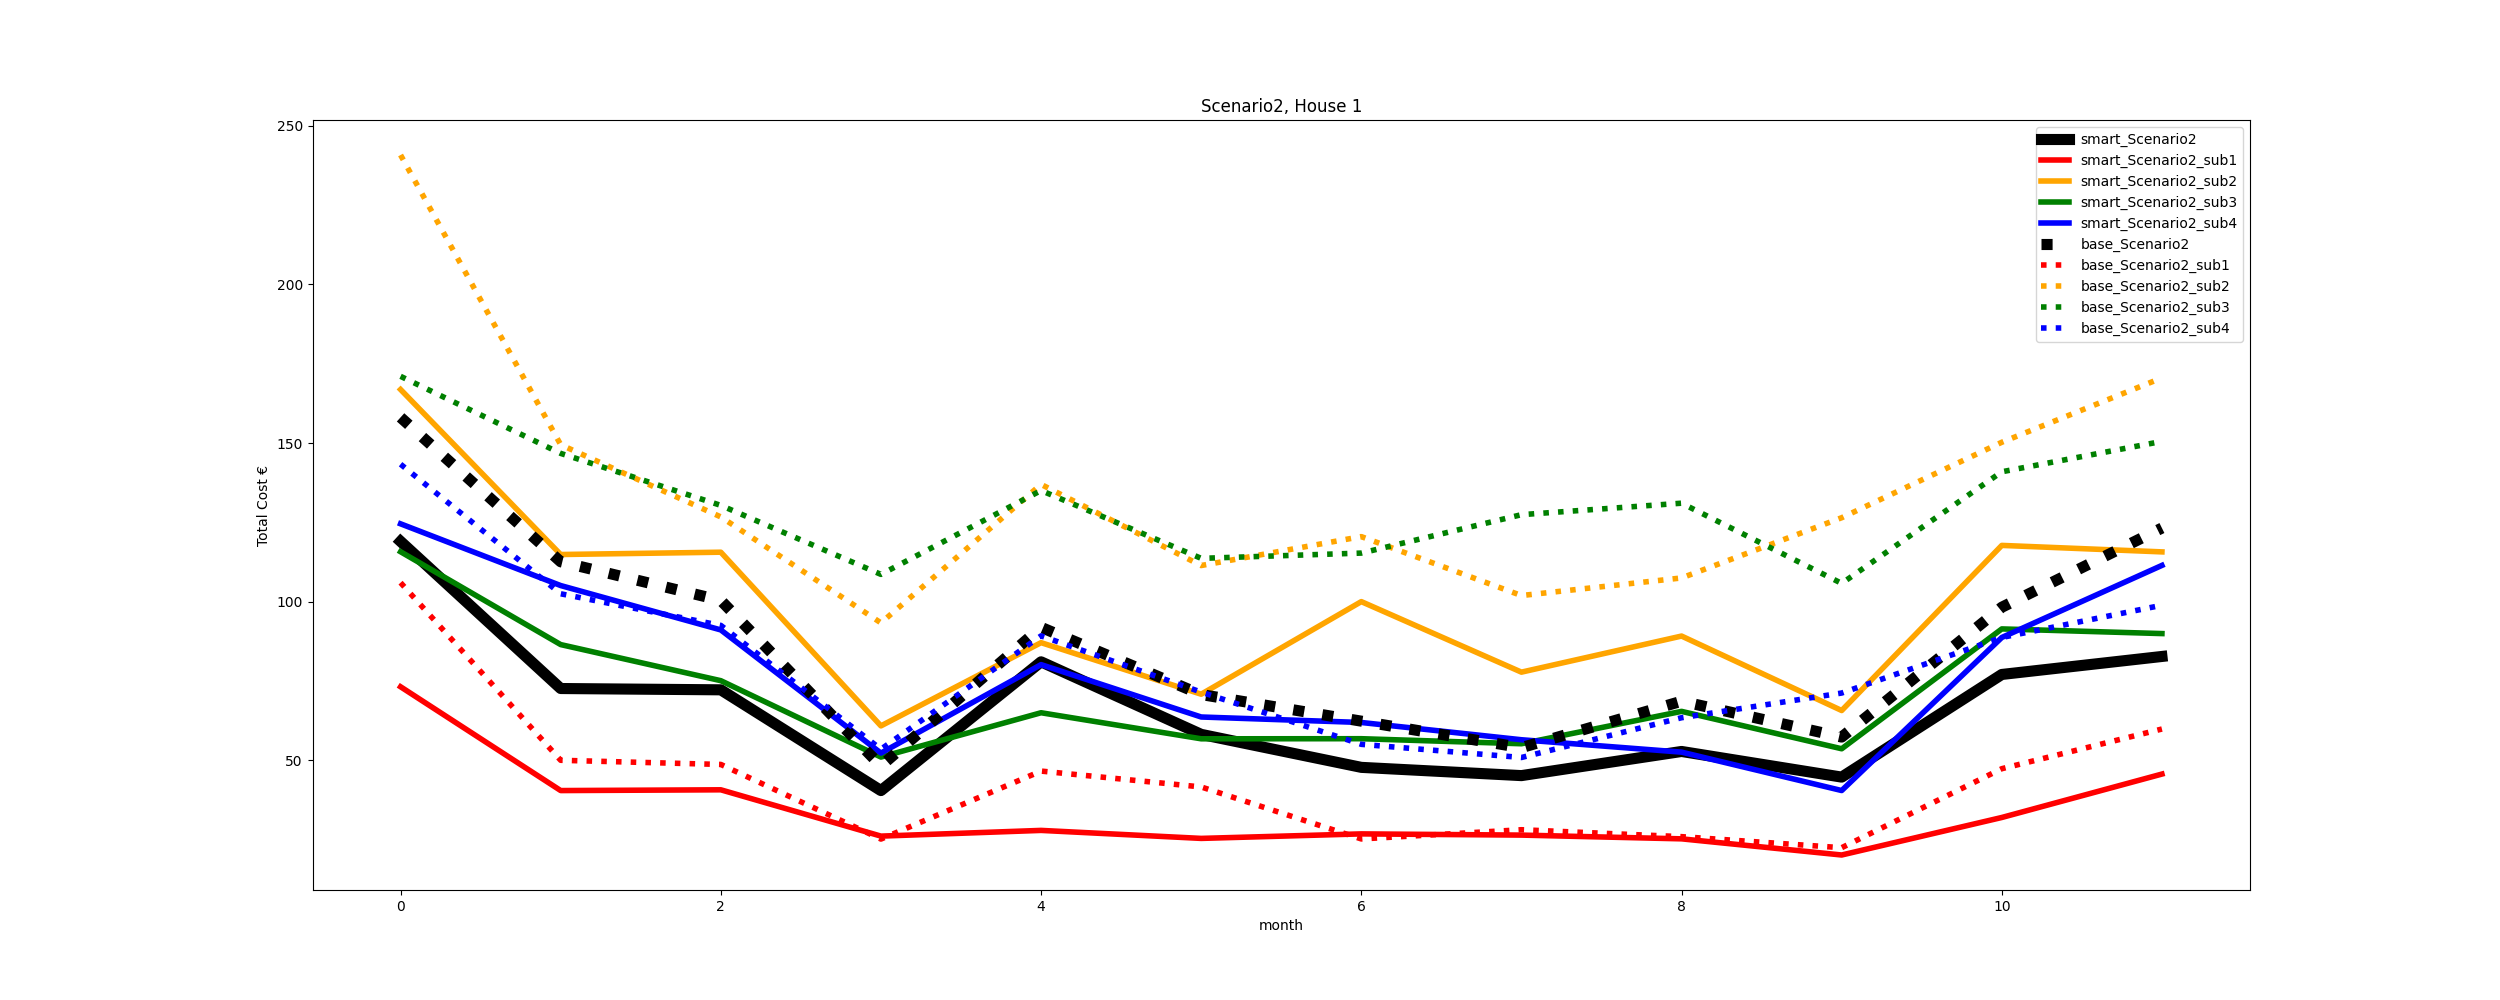 Scenario2, House 1
250
200
150
100
50
Total Cost €
0 2 4 6 8 10
month
smart_Scenario2
smart_Scenario2_sub1
smart_Scenario2_sub2
smart_Scenario2_sub3
smart_Scenario2_sub4
base_Scenario2
base_Scenario2_sub1
base_Scenario2_sub2
base_Scenario2_sub3
base_Scenario2_sub4